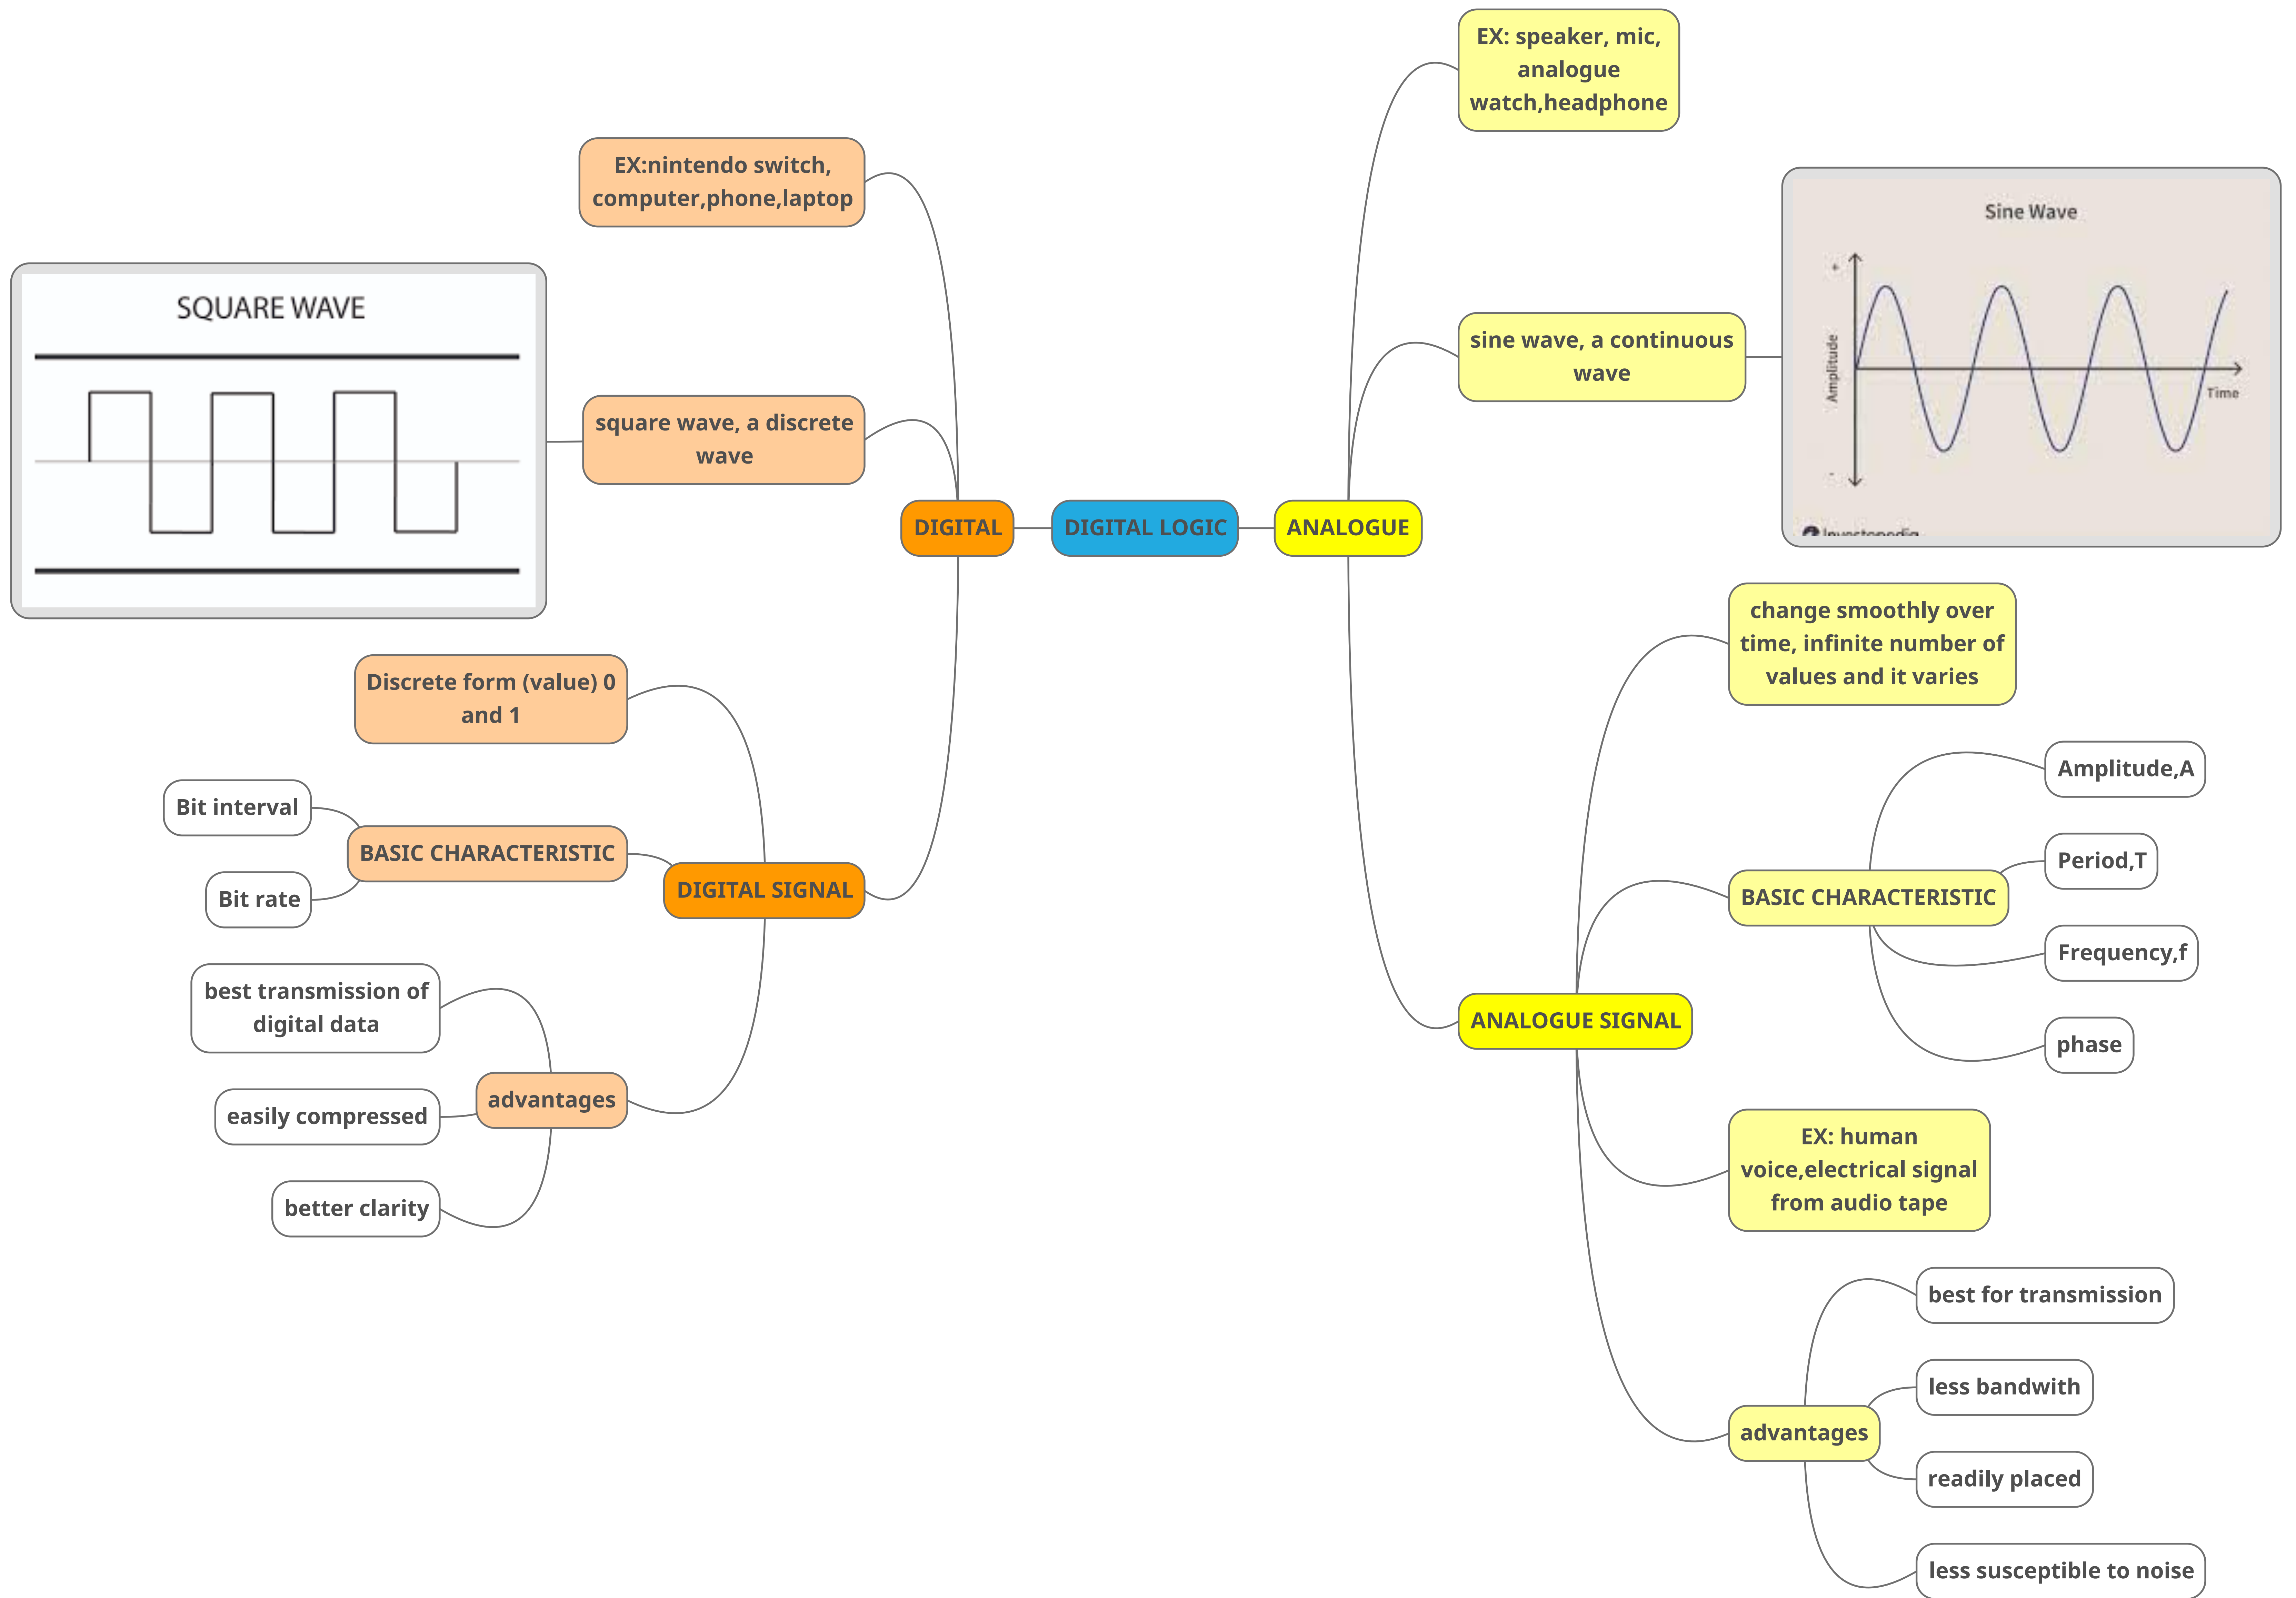 EX: speaker, mic,
analogue
watch,headphone
EX:nintendo switch,
computer,phone,laptop
Sine Wave
+
Amplitude
-
Time
SQUARE WAVE
sine wave, a continuous
wave
square wave, a discrete
wave
DIGITAL
DIGITAL LOGIC
ANALOGUE
change smoothly over
time, infinite number of
values and it varies
Discrete form (value) 0
and 1
Amplitude,A
Bit interval
Period,T
BASIC CHARACTERISTIC
BASIC CHARACTERISTIC
Bit rate
DIGITAL SIGNAL
Frequency,f
best transmission of
digital data
ANALOGUE SIGNAL
phase
advantages
easily compressed
EX: human
voice,electrical signal
from audio tape
better clarity
best for transmission
less bandwith
advantages
readily placed
less susceptible to noise